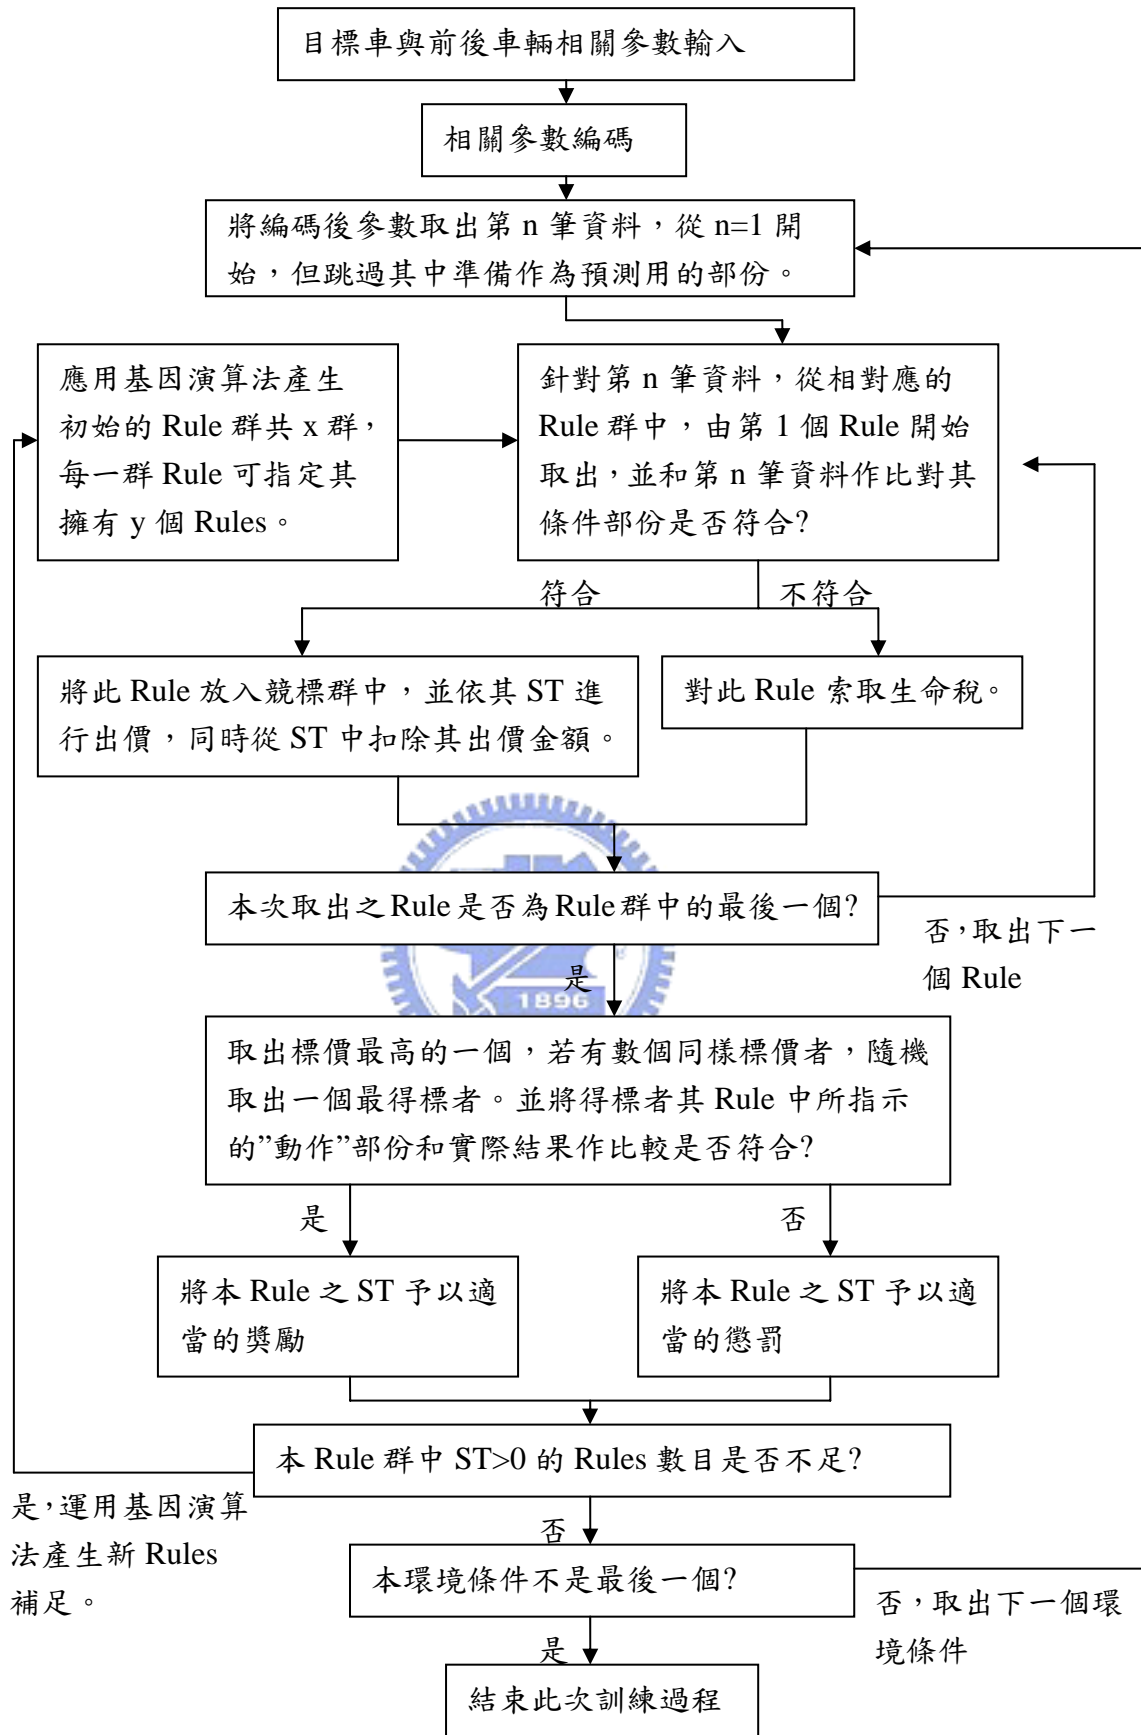 目標車與前後車輛相關參數輸入
相關參數編碼
將編碼後參數取出第 n 筆資料，從 n=1 開
始，但跳過其中準備作為預測用的部份。
應用基因演算法產生
初始的 Rule 群共 x 群，
每一群 Rule 可指定其
擁有 y 個 Rules。
針對第 n 筆資料，從相對應的
Rule 群中，由第 1 個 Rule 開始
取出，並和第 n 筆資料作比對其
條件部份是否符合?
符合
不符合
將此 Rule 放入競標群中，並依其 ST 進
行出價，同時從 ST 中扣除其出價金額。
對此 Rule 索取生命稅。
本次取出之 Rule 是否為 Rule 群中的最後一個?
否，取出下一
個 Rule
是
1896
取出標價最高的一個，若有數個同樣標價者，隨機
取出一個最得標者。並將得標者其 Rule 中所指示
的”動作”部份和實際結果作比較是否符合?
是
否
將本 Rule 之 ST 予以適
當的獎勵
將本 Rule 之 ST 予以適
當的懲罰
本 Rule 群中 ST>0 的 Rules 數目是否不足?
是，運用基因演算
法產生新 Rules
補足。
否
本環境條件不是最後一個?
否，取出下一個環
境條件
是
結束此次訓練過程